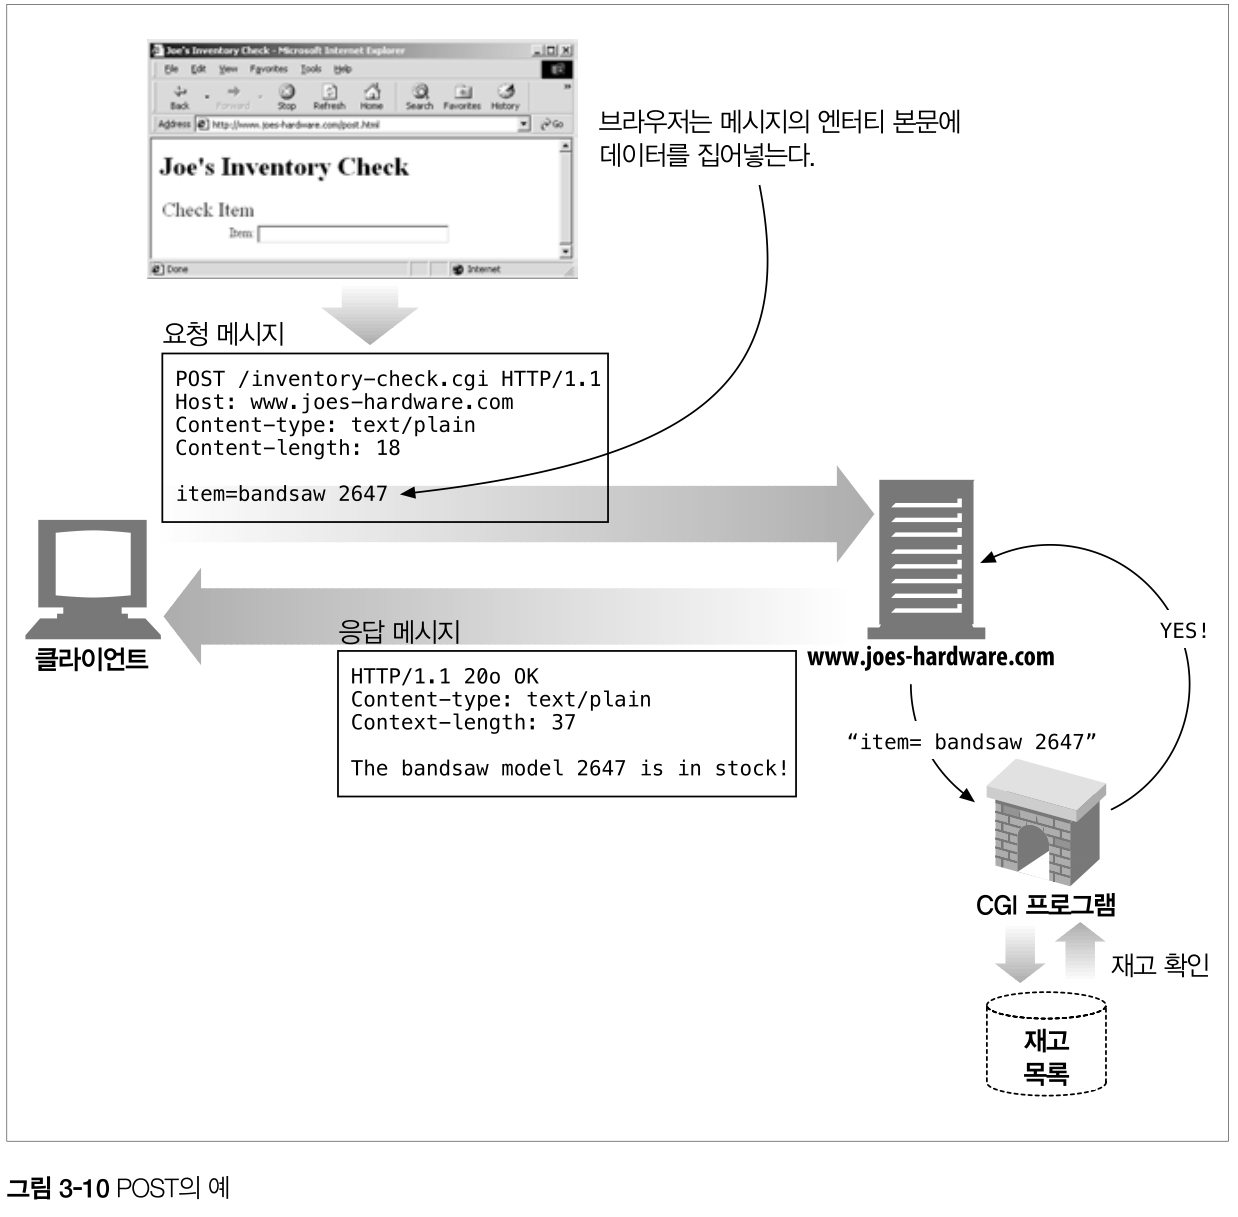 Joe's Inventory Check - Microsoft Internet Explorer
File Edit View Favorites Tools Help
Back Forward Stop Refresh Home Search Favorites History »
Address http://www.joes-hardware.com/post.html Go
Joe's Inventory Check
Check Item
Item:
Done Internet
브라우저는 메시지의 엔터티 본문에
데이터를 집어넣는다.
요청 메시지
POST /inventory-check.cgi HTTP/1.1
Host: www.joes-hardware.com
Content-type: text/plain
Content-length: 18
item=bandsaw 2647
클라이언트
응답 메시지
HTTP/1.1 20o OK
Content-type: text/plain
Context-length: 37
The bandsaw model 2647 is in stock!
www.joes-hardware.com
YES!
“item= bandsaw 2647”
CGI 프로그램
재고 확인
재고
목록
그림 3-10 POST의 예